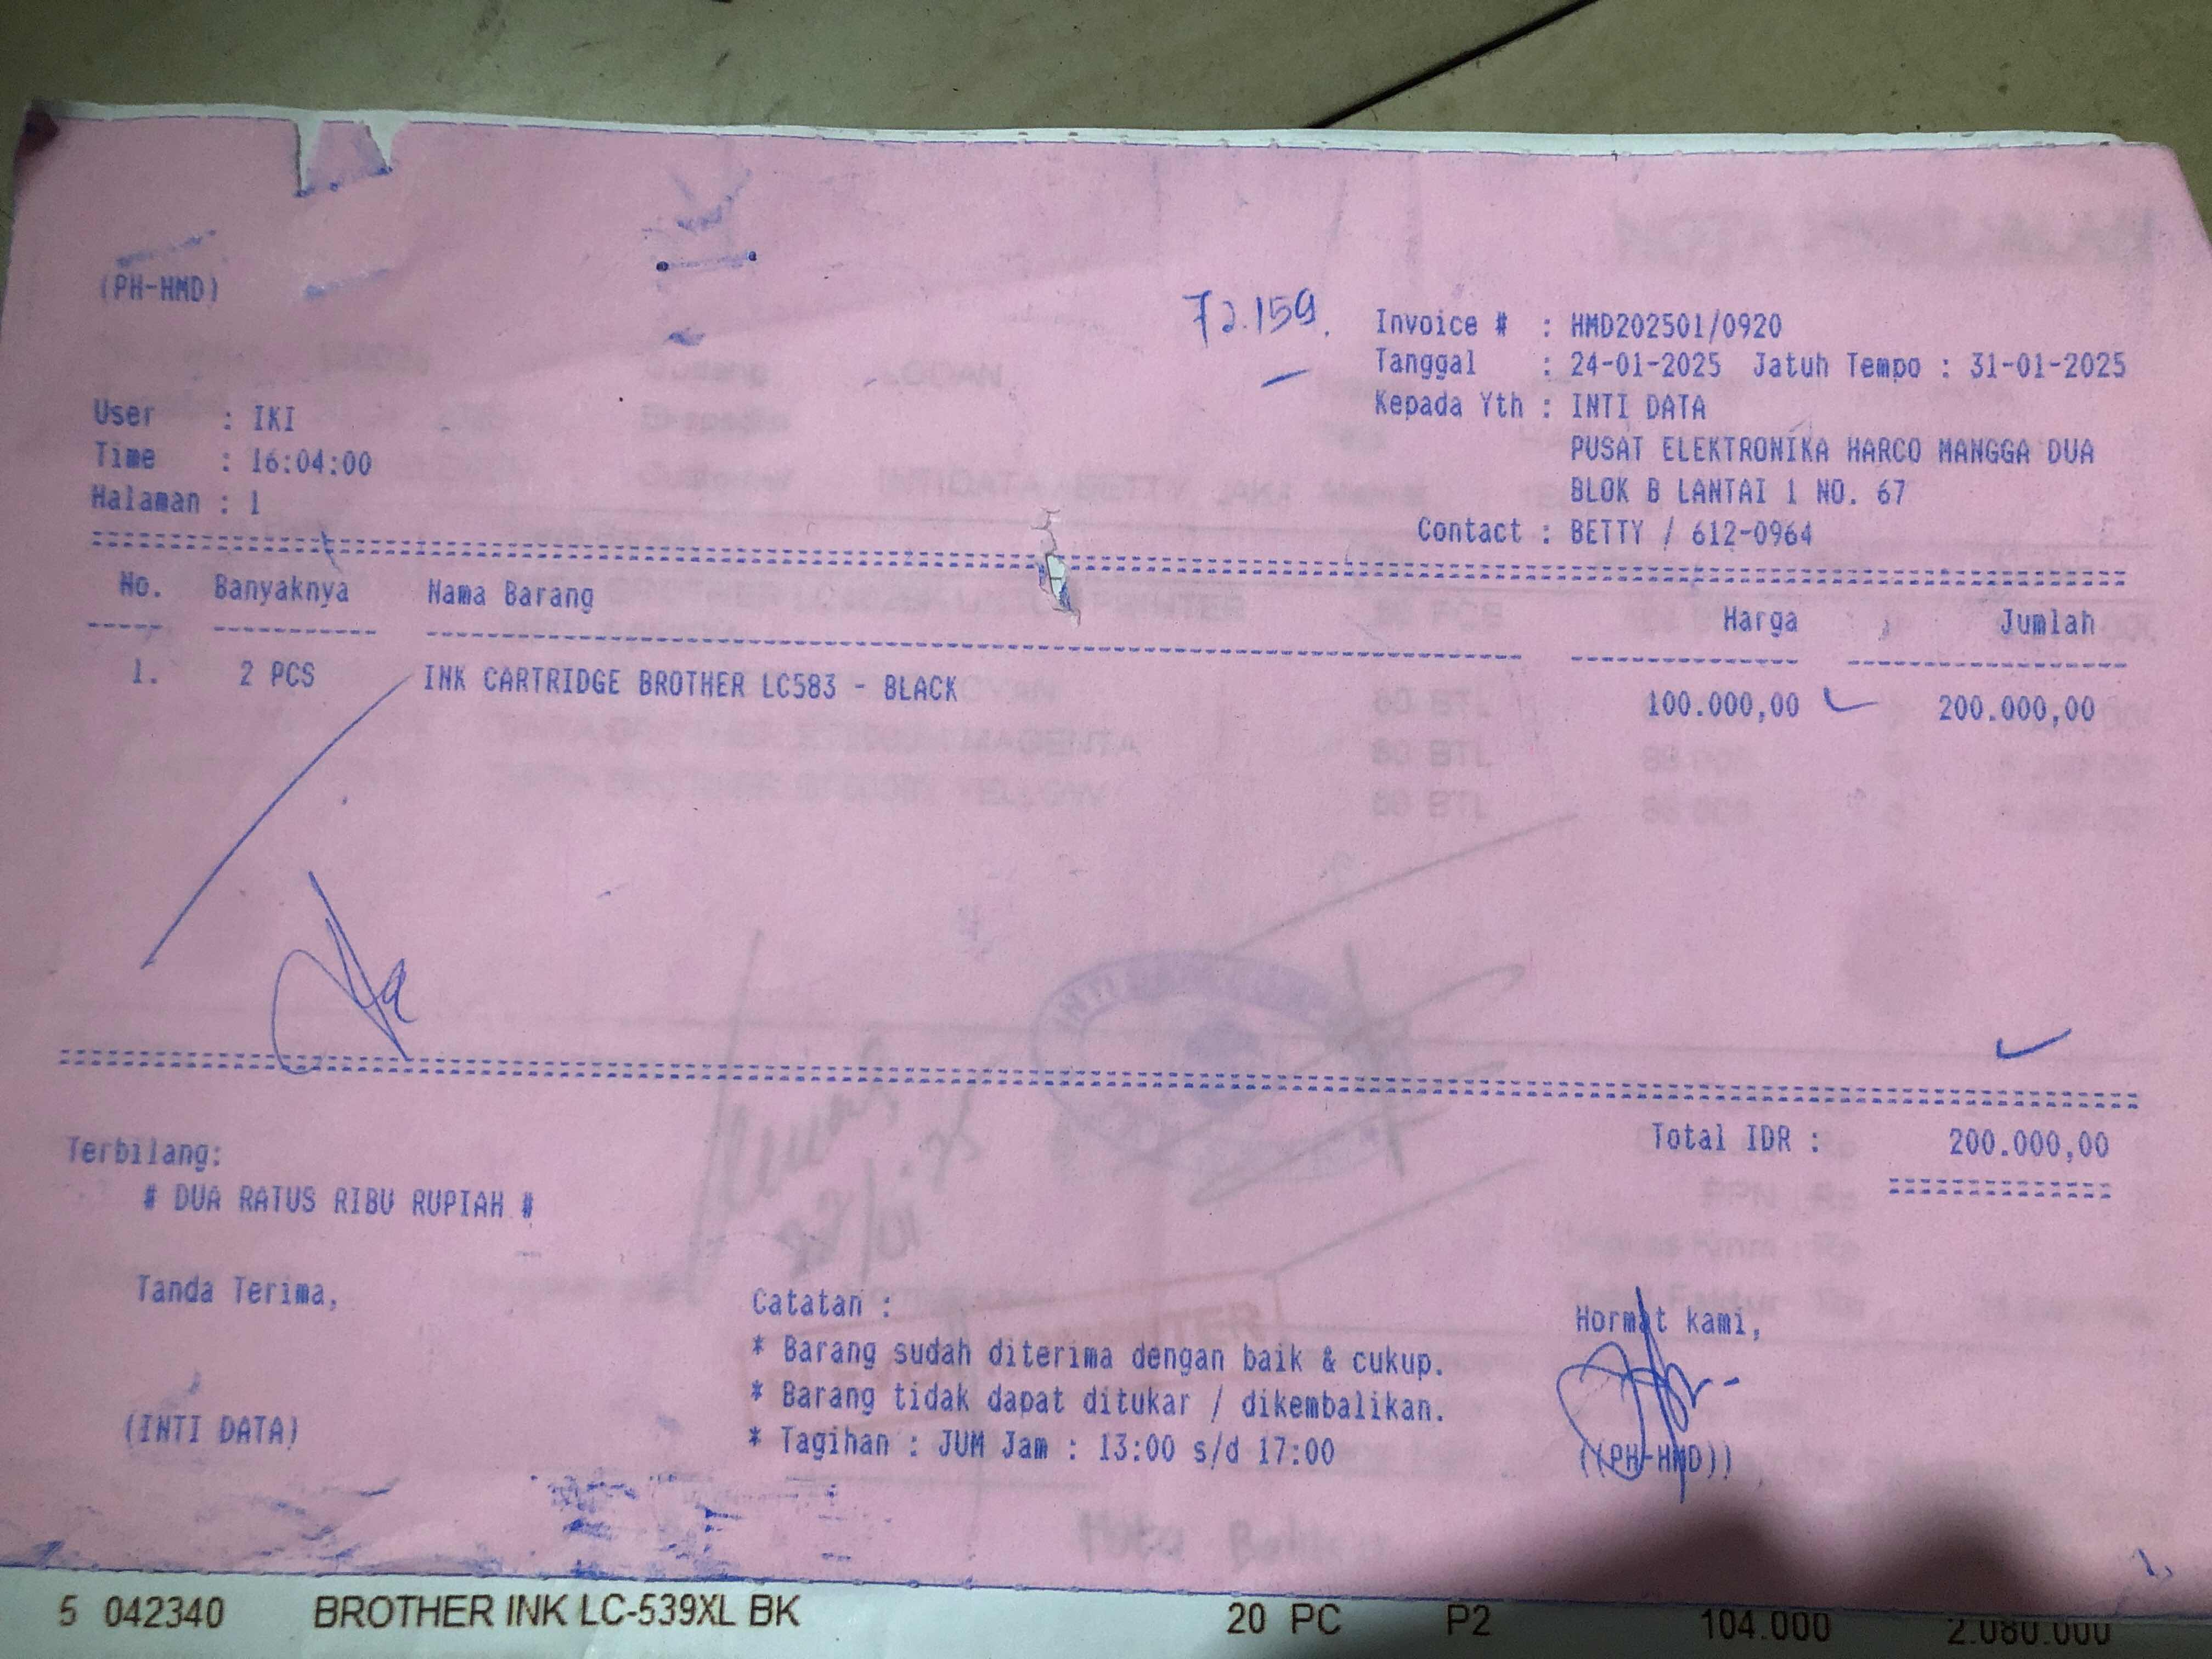 (PH-HMD)
72.159.
Invoice # : HMD202501/0920
Tanggal : 24-01-2025 Jatuh Tempo : 31-01-2025
Kepada Yth : INTI DATA
PUSAT ELEKTRONIKA HARCO MANGGA DUA
BLOK B LANTAI 1 NO. 67
Contact : BETTY / 612-0964
User : IKI
Time : 16:04:00
Halaman : 1
No. Banyaknya Nama Barang Harga Jumlah
1. 2 PCS INK CARTRIDGE BROTHER LC583 - BLACK 100.000,00 200.000,00
Total IDR : 200.000,00
Terbilang:
# DUA RATUS RIBU RUPIAH #
Tanda Terima,
(INTI DATA)
Catatan :
* Barang sudah diterima dengan baik & cukup.
* Barang tidak dapat ditukar / dikembalikan.
* Tagihan : JUM Jam : 13:00 s/d 17:00
Hormat kami,
((PH-HMD))
5 042340 BROTHER INK LC-539XL BK 20 PC P2 104.000 2.080.000